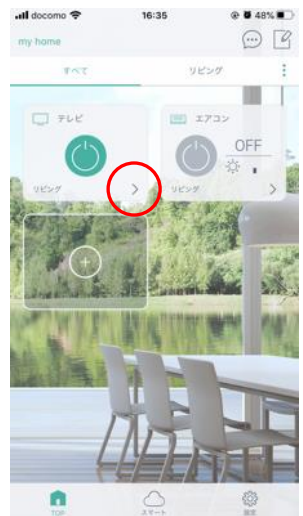 docomo 16:35 48%
my home
すべて リビング
テレビ エアコン
OFF
リビング リビング
TOP スマート 設定